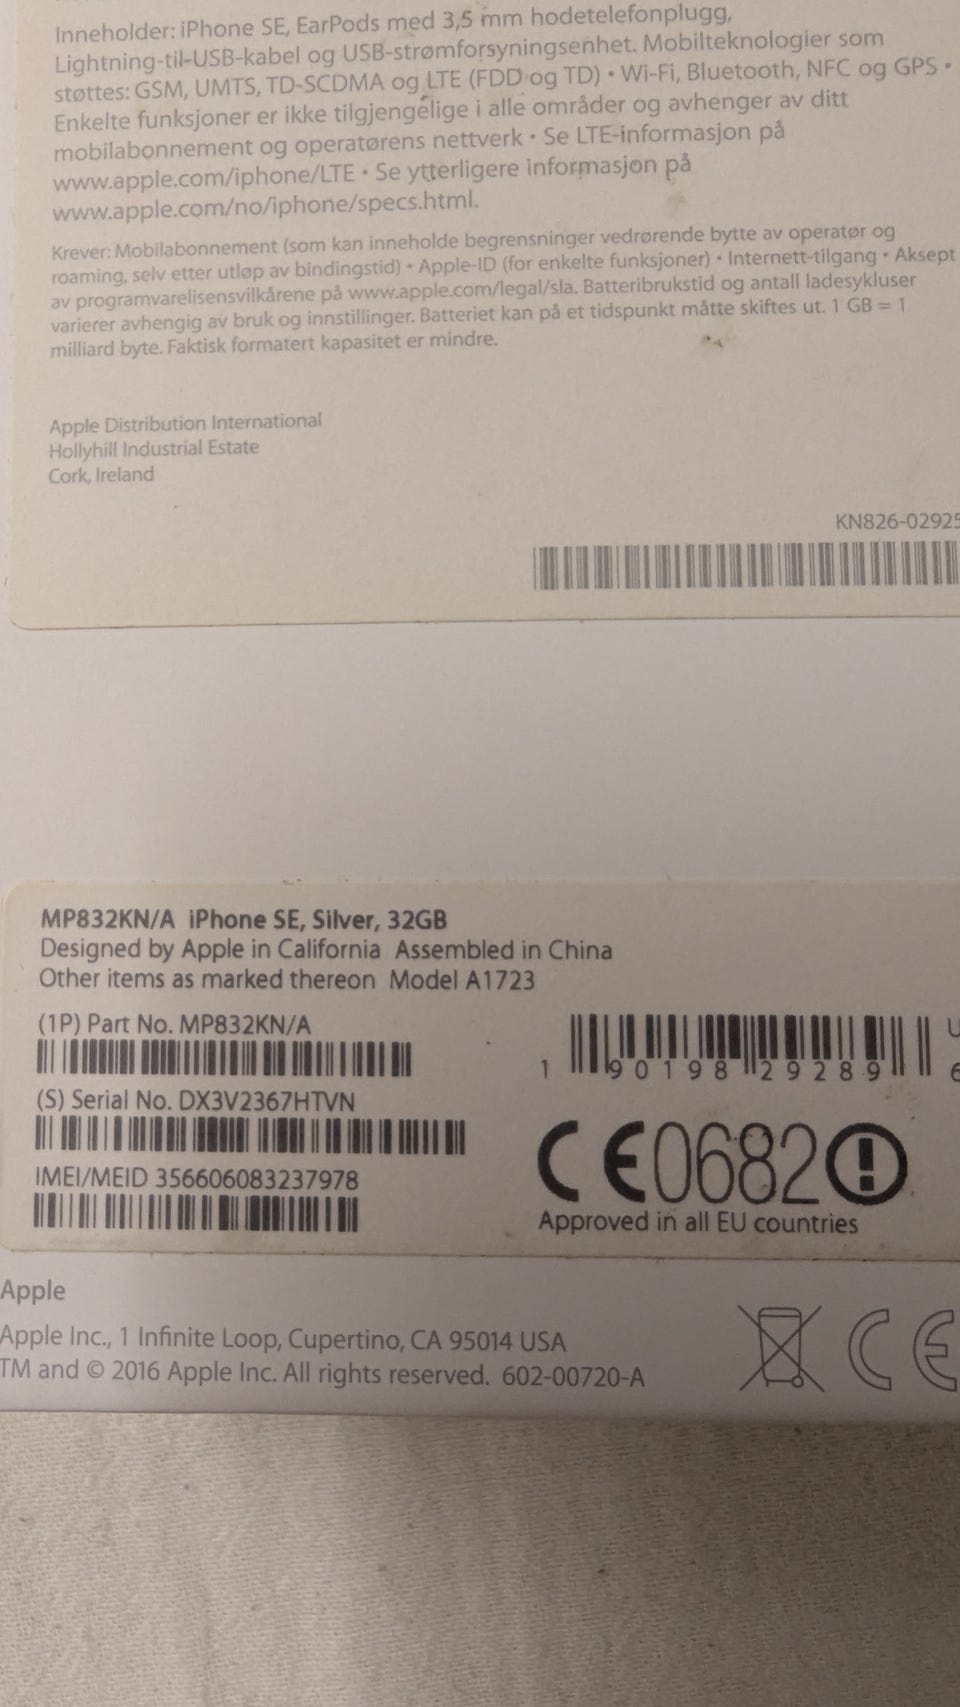 Inneholder: iPhone SE, EarPods med 3,5 mm hodetelefonplugg,
Lightning-til-USB-kabel og USB-strømforsyningsenhet. Mobilteknologier som
støttes: GSM, UMTS, TD-SCDMA og LTE (FDD og TD) • Wi-Fi, Bluetooth, NFC og GPS •
Enkelte funksjoner er ikke tilgjengelige i alle områder og avhenger av ditt
mobilabonnement og operatørens nettverk • Se LTE-informasjon på
www.apple.com/iphone/LTE • Se ytterligere informasjon på
www.apple.com/no/iphone/specs.html.
Krever: Mobilabonnement (som kan inneholde begrensninger vedrørende bytte av operatør og
roaming, selv etter utløp av bindingstid) • Apple-ID (for enkelte funksjoner) • Internett-tilgang • Aksept
av programvarelisensvilkårene på www.apple.com/legal/sla. Batteribrukstid og antall ladesykluser
varierer avhengig av bruk og innstillinger. Batteriet kan på et tidspunkt måtte skiftes ut. 1 GB = 1
milliard byte. Faktisk formatert kapasitet er mindre.
Apple Distribution International
Hollyhill Industrial Estate
Cork, Ireland
KN826-02925
MP832KN/A iPhone SE, Silver, 32GB
Designed by Apple in California Assembled in China
Other items as marked thereon Model A1723
(1P) Part No. MP832KN/A
1 90198 29289 6
(S) Serial No. DX3V2367HTVN
IMEI/MEID 356606083237978
CE0682
Approved in all EU countries
Apple
Apple Inc., 1 Infinite Loop, Cupertino, CA 95014 USA
TM and © 2016 Apple Inc. All rights reserved. 602-00720-A
CE